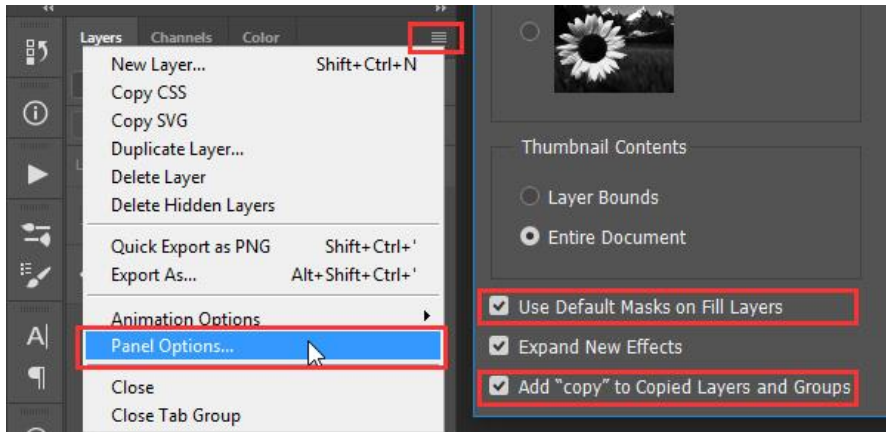 Layers Channels Color
New Layer... Shift+Ctrl+N
Copy CSS
Copy SVG
Duplicate Layer...
Delete Layer
Delete Hidden Layers
Quick Export as PNG Shift+Ctrl+'
Export As... Alt+Shift+Ctrl+'
Animation Options
Panel Options...
Close
Close Tab Group
Thumbnail Contents
Layer Bounds
Entire Document
Use Default Masks on Fill Layers
Expand New Effects
Add "copy" to Copied Layers and Groups